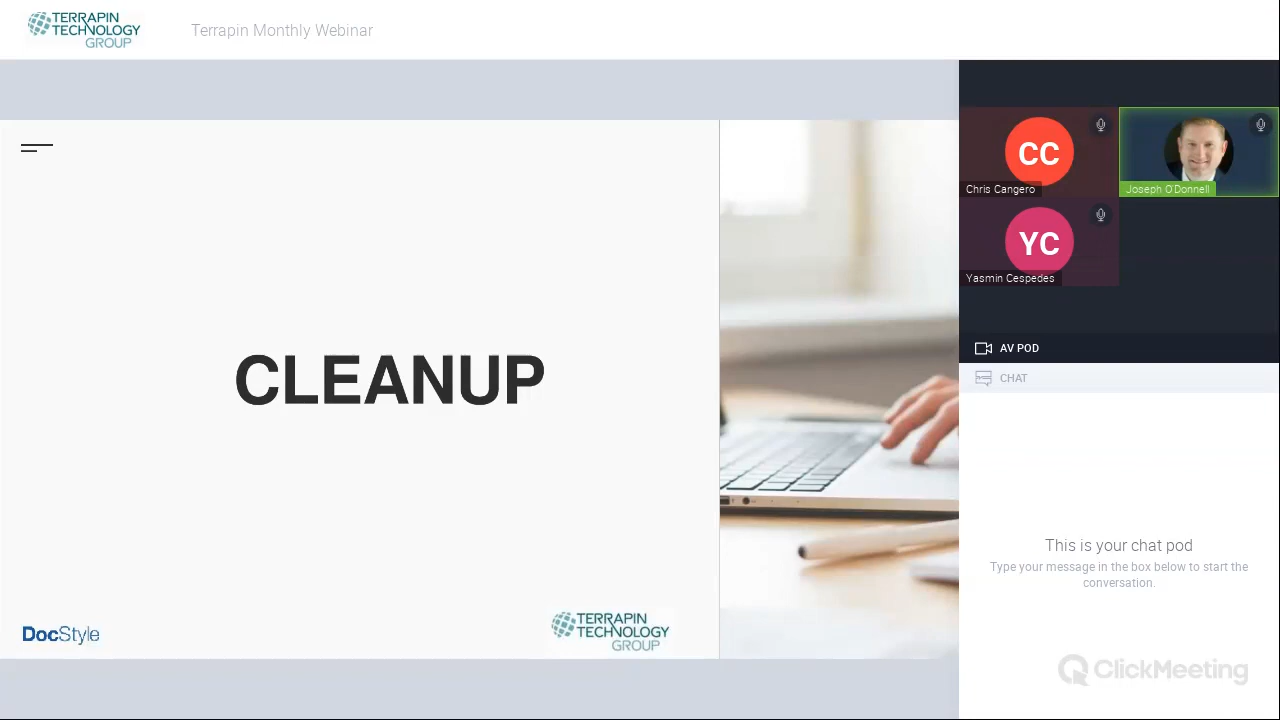 TERRAPIN
TECHNOLOGY
GROUP
Terrapin Monthly Webinar
CLEANUP
DocStyle
TERRAPIN
TECHNOLOGY
GROUP
CC
Chris Cangero
Joseph O'Donnell
YC
Yasmin Cespedes
AV POD
CHAT
This is your chat pod
Type your message in the box below to start the
conversation.
ClickMeeting